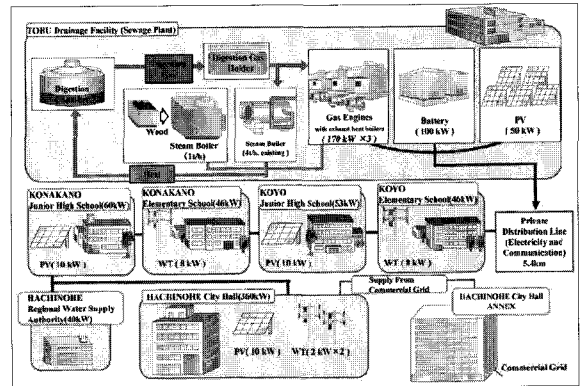 TOBU Drainage Facility (Sewage Plant)
Digestion
Digestion Gas
Holder
Wood
Steam Boiler
(1t/h)
Steam Boiler
(4t/h, existing)
Heat
Gas Engines
with exhaust heat boilers
(170 kW ×3)
Battery
(100 kW)
PV
(50 kW)
KONAKANO
Junior High School(60kW)
PV(10 kW)
KONAKANO
Elementary School(46kW)
WT(8 kW)
KOYO
Junior High School(53kW)
PV(10 kW)
KOYO
Elementary School(46kW)
WT(8 kW)
Private
Distribution Line
(Electricity and
Communication)
5.4km
HACHINOHE
Regional Water Supply
Authority(40kW)
HACHINOHE City Hall(360kW)
PV(10 kW)
WT(2 kW×2)
Supply From
Commercial Grid
HACHINOHE City Hall
ANNEX
Commercial Grid